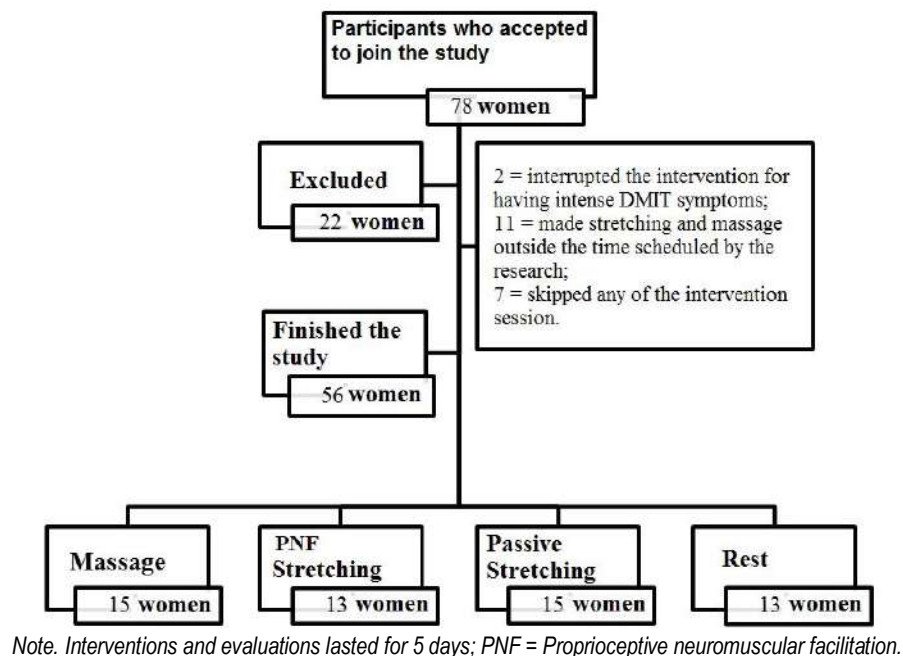 Participants who accepted
to join the study
78 women
Excluded
22 women
2 = interrupted the intervention for
having intense DMIT symptoms;
11 = made stretching and massage
outside the time scheduled by the
research;
7 = skipped any of the intervention
session.
Finished the
study
56 women
Massage
15 women
PNF
Stretching
13 women
Passive
Stretching
15 women
Rest
13 women
Note. Interventions and evaluations lasted for 5 days; PNF = Proprioceptive neuromuscular facilitation.